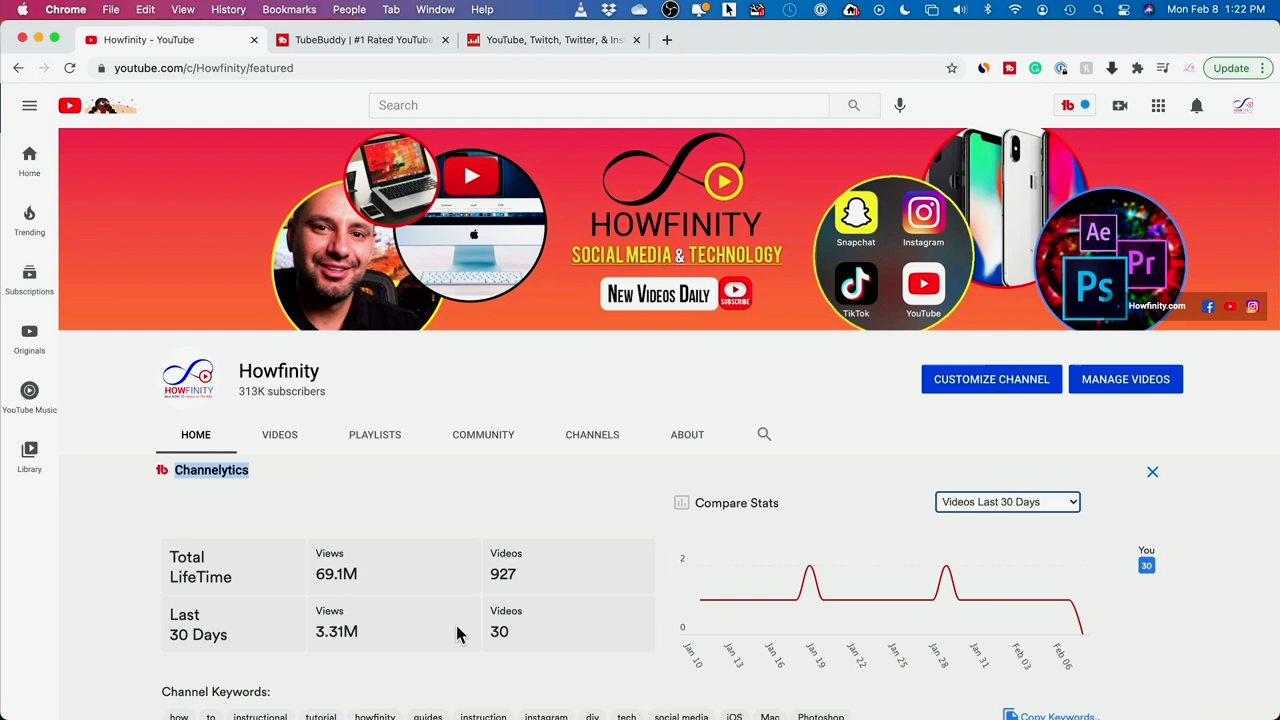 Chrome File Edit View History Bookmarks People Tab Window Help Mon Feb 8 1:22 PM
Howfinity - YouTube
TubeBuddy | #1 Rated YouTube
YouTube, Twitch, Twitter, & Ins
youtube.com/c/Howfinity/featured
Update
Search
Home
Trending
Subscriptions
Originals
YouTube Music
Library
HOWFINITY
SOCIAL MEDIA & TECHNOLOGY
NEW VIDEOS DAILY
SUBSCRIBE
Snapchat Instagram
TikTok YouTube
Ae
Pr
Ps
Howfinity.com
HOWFINITY
Howfinity
313K subscribers
CUSTOMIZE CHANNEL
MANAGE VIDEOS
HOME VIDEOS PLAYLISTS COMMUNITY CHANNELS ABOUT
tb Channelytics
Compare Stats
Videos Last 30 Days
Total LifeTime
Views
69.1M
Videos
927
Last 30 Days
Views
3.31M
Videos
30
2
0
Jan 10 Jan 13 Jan 16 Jan 19 Jan 22 Jan 25 Jan 28 Jan 31 Feb 03 Feb 06
You
30
Channel Keywords:
how to instructional tutorial howfinity guides instruction instagram diy tech social media iOS Mac Photoshop
Copy Keywords...